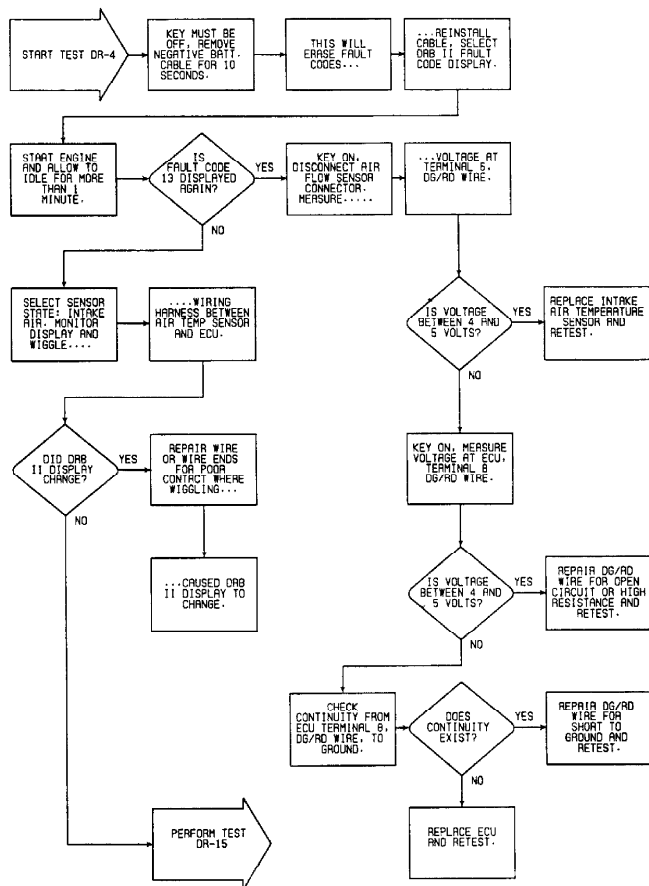 START TEST DR-4
KEY MUST BE
OFF, REMOVE
NEGATIVE BATT.
CABLE FOR 10
SECONDS.
THIS WILL
ERASE FAULT
CODES...
...REINSTALL
CABLE, SELECT
DRB II FAULT
CODE DISPLAY.
START ENGINE
AND ALLOW TO
IDLE FOR MORE
THAN 1
MINUTE.
IS
FAULT CODE
13 DISPLAYED
AGAIN?
YES
NO
KEY ON,
DISCONNECT AIR
FLOW SENSOR
CONNECTOR.
MEASURE.....
...VOLTAGE AT
TERMINAL 6,
DG/RD WIRE.
SELECT SENSOR
STATE: INTAKE
AIR. MONITOR
DISPLAY AND
WIGGLE....
....WIRING
HARNESS BETWEEN
AIR TEMP SENSOR
AND ECU.
IS VOLTAGE
BETWEEN 4 AND
5 VOLTS?
YES
NO
REPLACE INTAKE
AIR TEMPERATURE
SENSOR AND
RETEST.
DID DRB
II DISPLAY
CHANGE?
YES
NO
REPAIR WIRE
OR WIRE ENDS
FOR POOR
CONTACT WHERE
WIGGLING...
KEY ON, MEASURE
VOLTAGE AT ECU,
TERMINAL 8
DG/RD WIRE.
...CAUSED DRB
II DISPLAY TO
CHANGE.
IS VOLTAGE
BETWEEN 4 AND
5 VOLTS?
YES
NO
REPAIR DG/RD
WIRE FOR OPEN
CIRCUIT OR HIGH
RESISTANCE AND
RETEST.
CHECK
CONTINUITY FROM
ECU TERMINAL 8,
DG/RD WIRE, TO
GROUND.
DOES
CONTINUITY
EXIST?
YES
NO
REPAIR DG/RD
WIRE FOR
SHORT TO
GROUND AND
RETEST.
PERFORM TEST
DR-15
REPLACE ECU
AND RETEST.